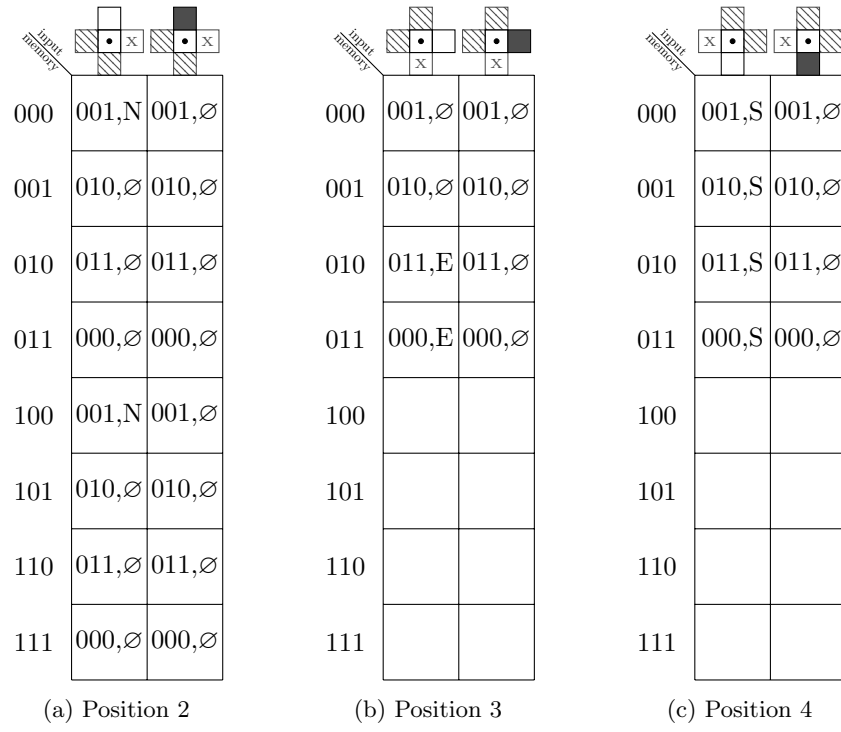 x x x x x x
input input input
memory memory memory
000 001,N 001,∅ 000 001,∅ 001,∅ 000 001,S 001,∅
001 010,∅ 010,∅ 001 010,∅ 010,∅ 001 010,S 010,∅
010 011,∅ 011,∅ 010 011,E 011,∅ 010 011,S 011,∅
011 000,∅ 000,∅ 011 000,E 000,∅ 011 000,S 000,∅
100 001,N 001,∅ 100 100
101 010,∅ 010,∅ 101 101
110 011,∅ 011,∅ 110 110
111 000,∅ 000,∅ 111 111
(a) Position 2 (b) Position 3 (c) Position 4